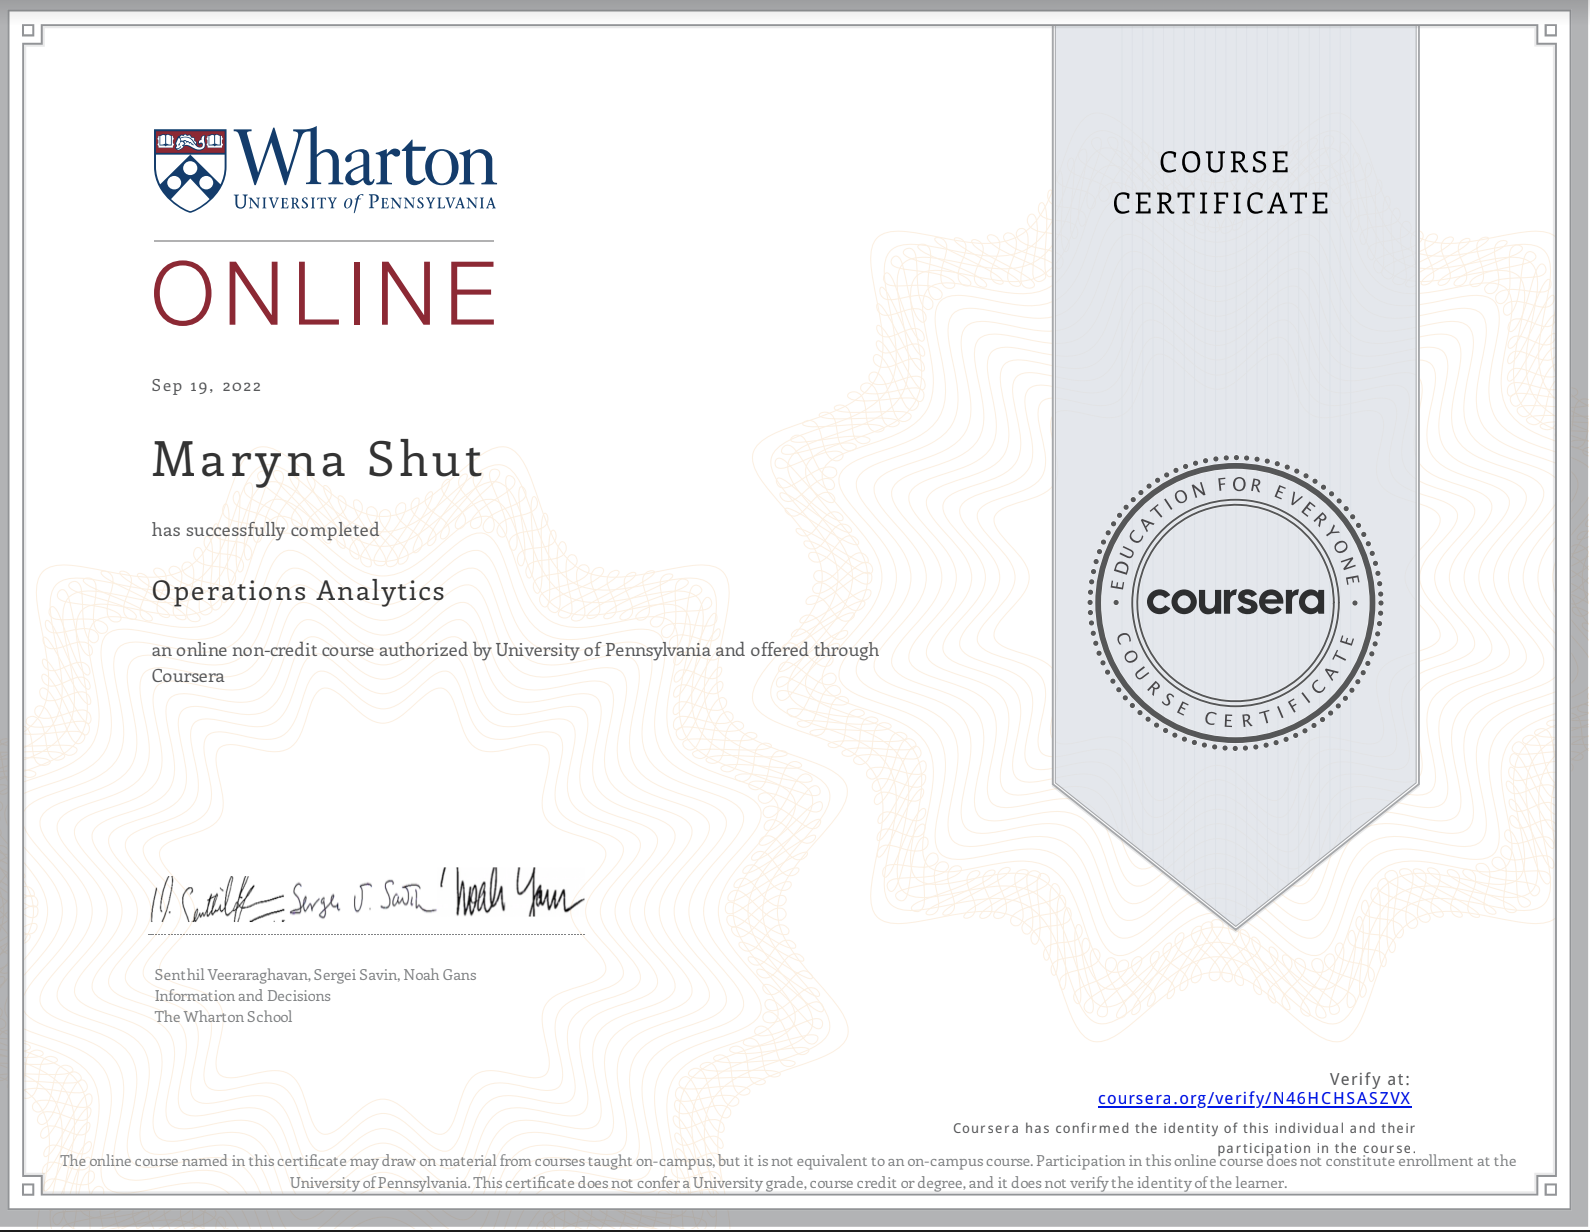 Wharton
UNIVERSITY of PENNSYLVANIA
ONLINE
COURSE
CERTIFICATE
Sep 19, 2022
Maryna Shut
has successfully completed
Operations Analytics
an online non-credit course authorized by University of Pennsylvania and offered through
Coursera
EDUCATION FOR EVERYONE
coursera
COURSE CERTIFICATE
Senthil Veeraraghavan, Sergei Savin, Noah Gans
Information and Decisions
The Wharton School
Verify at:
coursera.org/verify/N46HCHSASZVX
Coursera has confirmed the identity of this individual and their
participation in the course.
The online course named in this certificate may draw on material from courses taught on-campus, but it is not equivalent to an on-campus course. Participation in this online course does not constitute enrollment at the
University of Pennsylvania. This certificate does not confer a University grade, course credit or degree, and it does not verify the identity of the learner.